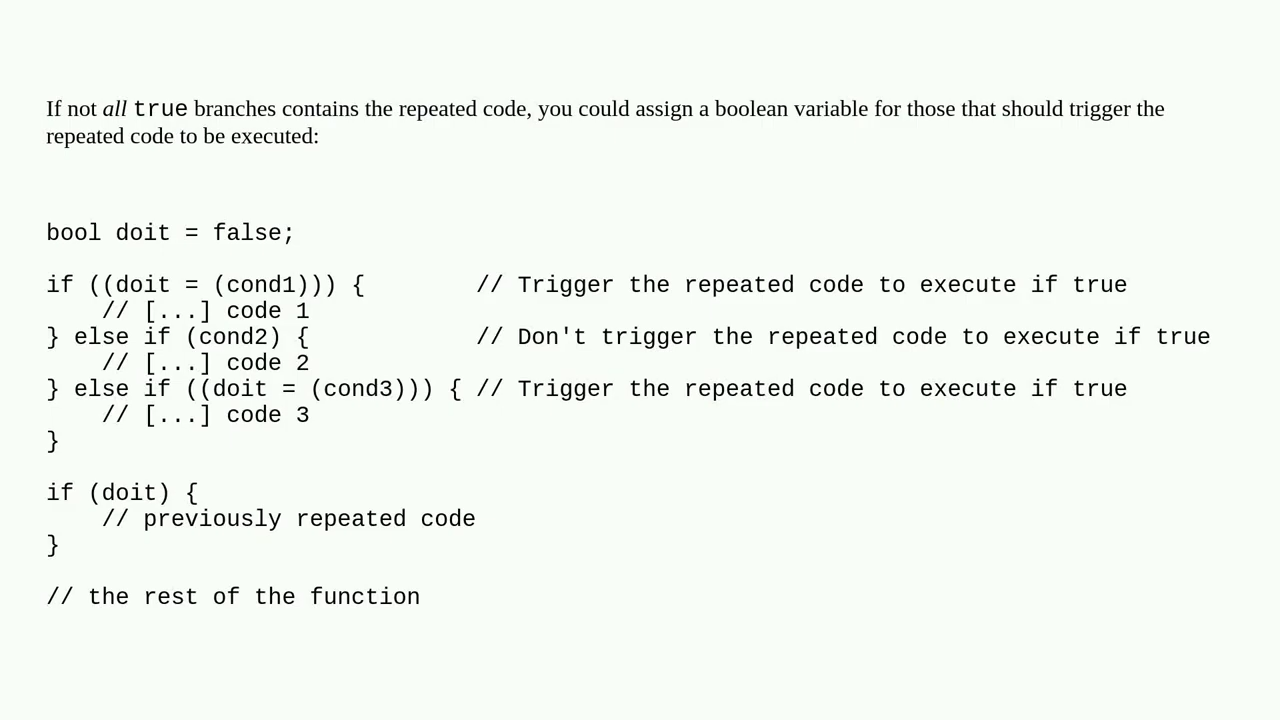 If not all true branches contains the repeated code, you could assign a boolean variable for those that should trigger the
repeated code to be executed:
bool doit = false;
if ((doit = (cond1))) {        // Trigger the repeated code to execute if true
    // [...] code 1
} else if (cond2) {            // Don't trigger the repeated code to execute if true
    // [...] code 2
} else if ((doit = (cond3))) { // Trigger the repeated code to execute if true
    // [...] code 3
}
if (doit) {
    // previously repeated code
}
// the rest of the function